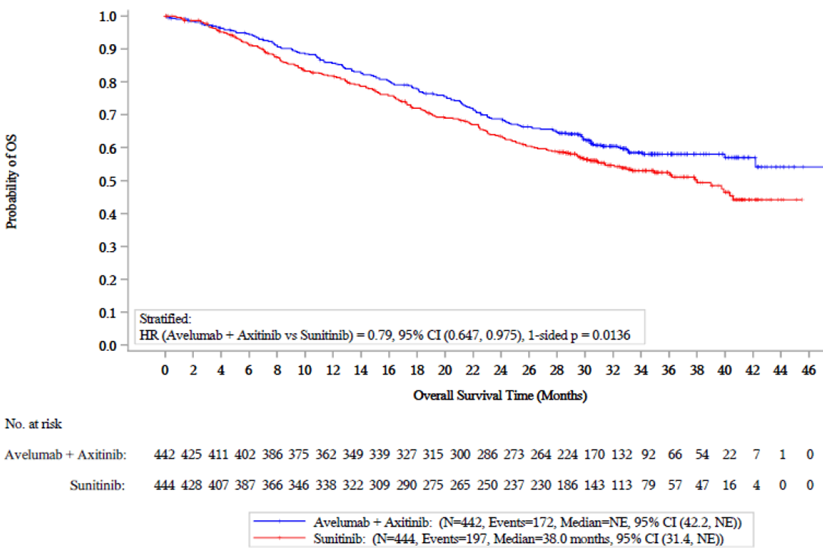 1.0
0.9
0.8
0.7
0.6
0.5
0.4
0.3
0.2
0.1
0.0
Probability of OS
Stratified:
HR (Avelumab + Axitinib vs Sunitinib) = 0.79, 95% CI (0.647, 0.975), 1-sided p = 0.0136
0 2 4 6 8 10 12 14 16 18 20 22 24 26 28 30 32 34 36 38 40 42 44 46
Overall Survival Time (Months)
No. at risk
Avelumab + Axitinib: 442 425 411 402 386 375 362 349 339 327 315 300 286 273 264 224 170 132 92 66 54 22 7 1 0
Sunitinib: 444 428 407 387 366 346 338 322 309 290 275 265 250 237 230 186 143 113 79 57 47 16 4 0 0
Avelumab + Axitinib: (N=442, Events=172, Median=NE, 95% CI (42.2, NE))
Sunitinib: (N=444, Events=197, Median=38.0 months, 95% CI (31.4, NE))